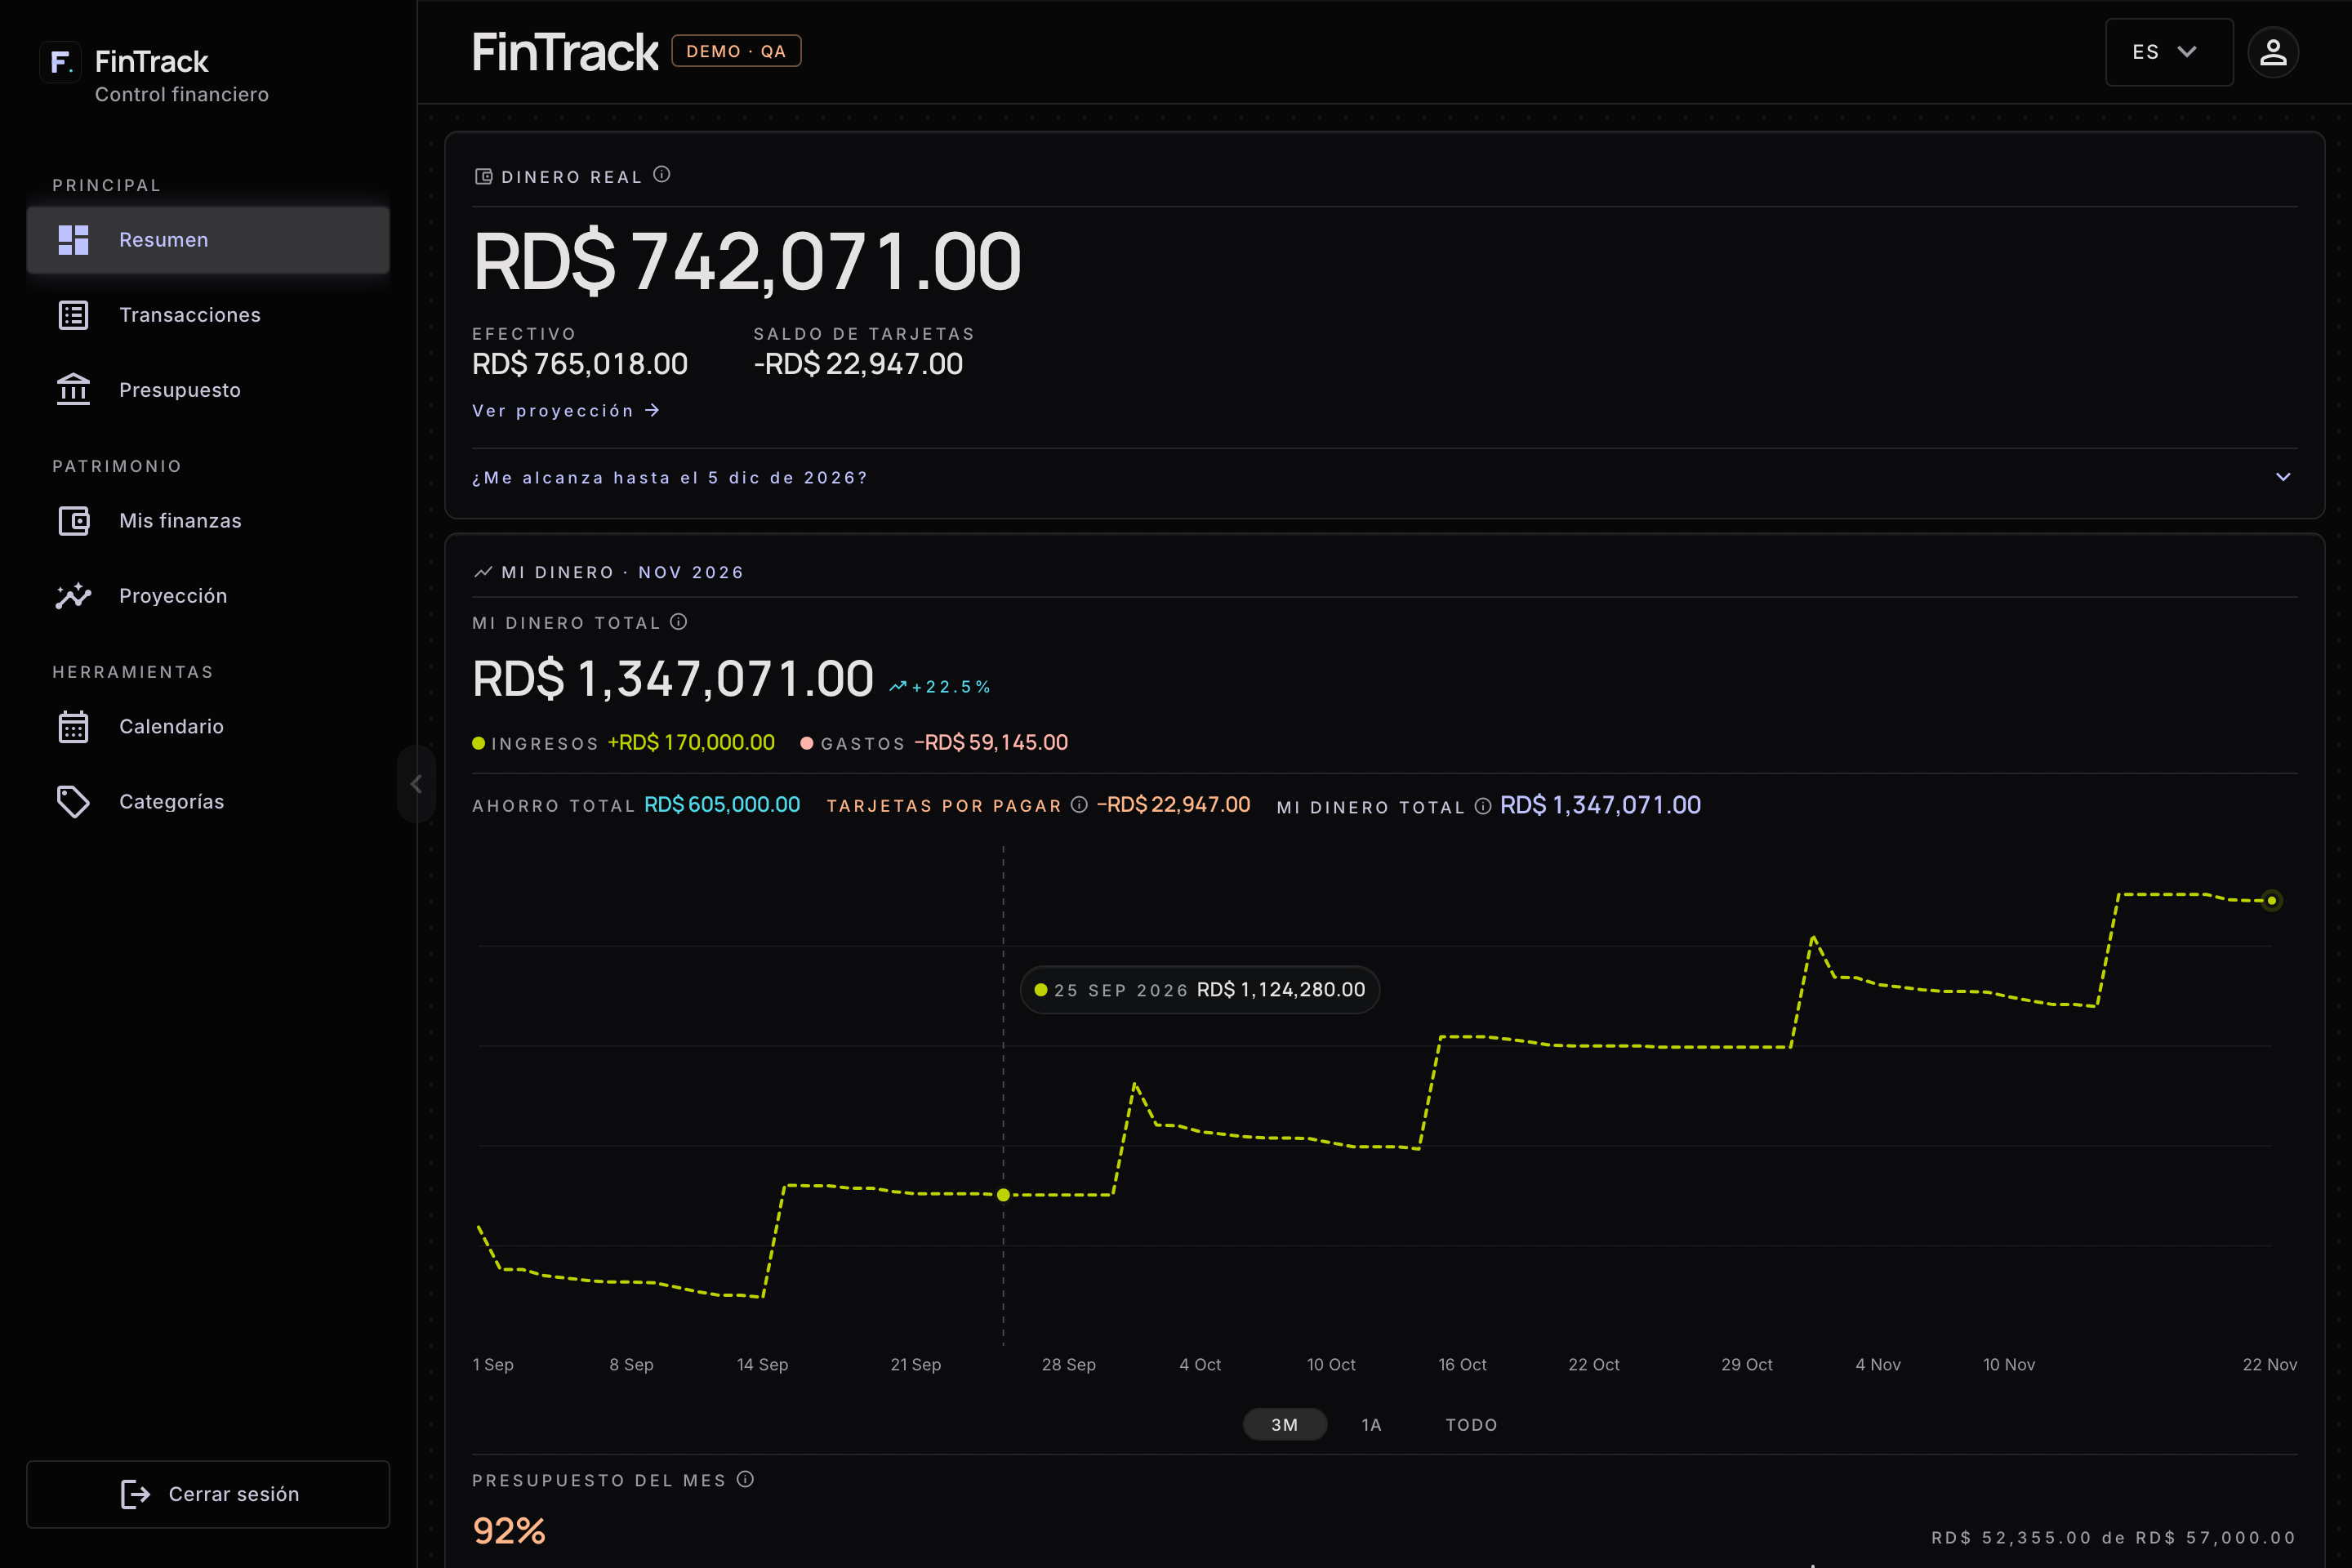 F.
FinTrack
Control financiero
PRINCIPAL
Resumen
Transacciones
Presupuesto
PATRIMONIO
Mis finanzas
Proyección
HERRAMIENTAS
Calendario
Categorías
Cerrar sesión
FinTrack DEMO · QA
ES
DINERO REAL
RD$ 742,071.00
EFECTIVO SALDO DE TARJETAS
RD$ 765,018.00 -RD$ 22,947.00
Ver proyección →
¿Me alcanza hasta el 5 dic de 2026?
MI DINERO · NOV 2026
MI DINERO TOTAL
RD$ 1,347,071.00 +22.5%
INGRESOS +RD$ 170,000.00 GASTOS −RD$ 59,145.00
AHORRO TOTAL RD$ 605,000.00 TARJETAS POR PAGAR −RD$ 22,947.00 MI DINERO TOTAL RD$ 1,347,071.00
25 SEP 2026 RD$ 1,124,280.00
1 Sep 8 Sep 14 Sep 21 Sep 28 Sep 4 Oct 10 Oct 16 Oct 22 Oct 29 Oct 4 Nov 10 Nov 22 Nov
3M 1A TODO
PRESUPUESTO DEL MES
92%
RD$ 52,355.00 de RD$ 57,000.00